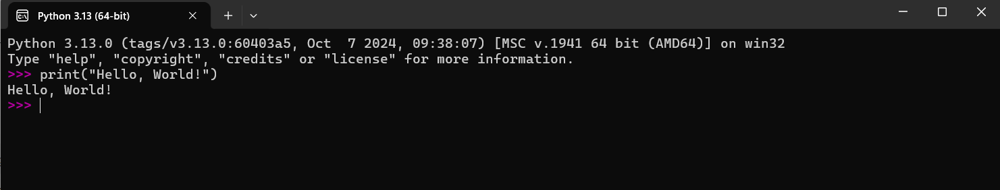 Python 3.13 (64-bit)
Python 3.13.0 (tags/v3.13.0:60403a5, Oct  7 2024, 09:38:07) [MSC v.1941 64 bit (AMD64)] on win32
Type "help", "copyright", "credits" or "license" for more information.
>>> print("Hello, World!")
Hello, World!
>>>